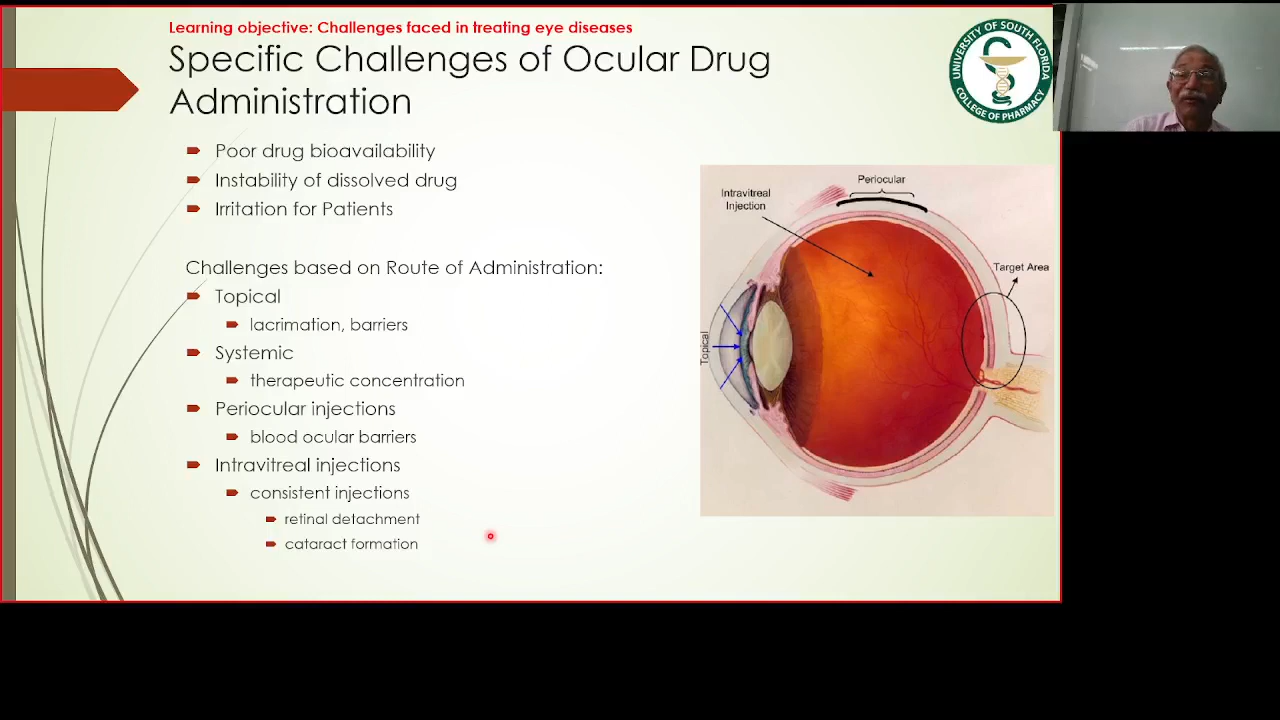 Learning objective: Challenges faced in treating eye diseases
Specific Challenges of Ocular Drug
Administration
UNIVERSITY OF SOUTH FLORIDA
COLLEGE OF PHARMACY
Poor drug bioavailability
Instability of dissolved drug
Irritation for Patients
Challenges based on Route of Administration:
Topical
lacrimation, barriers
Systemic
therapeutic concentration
Periocular injections
blood ocular barriers
Intravitreal injections
consistent injections
retinal detachment
cataract formation
Periocular
Intravitreal
Injection
Target Area
Topical